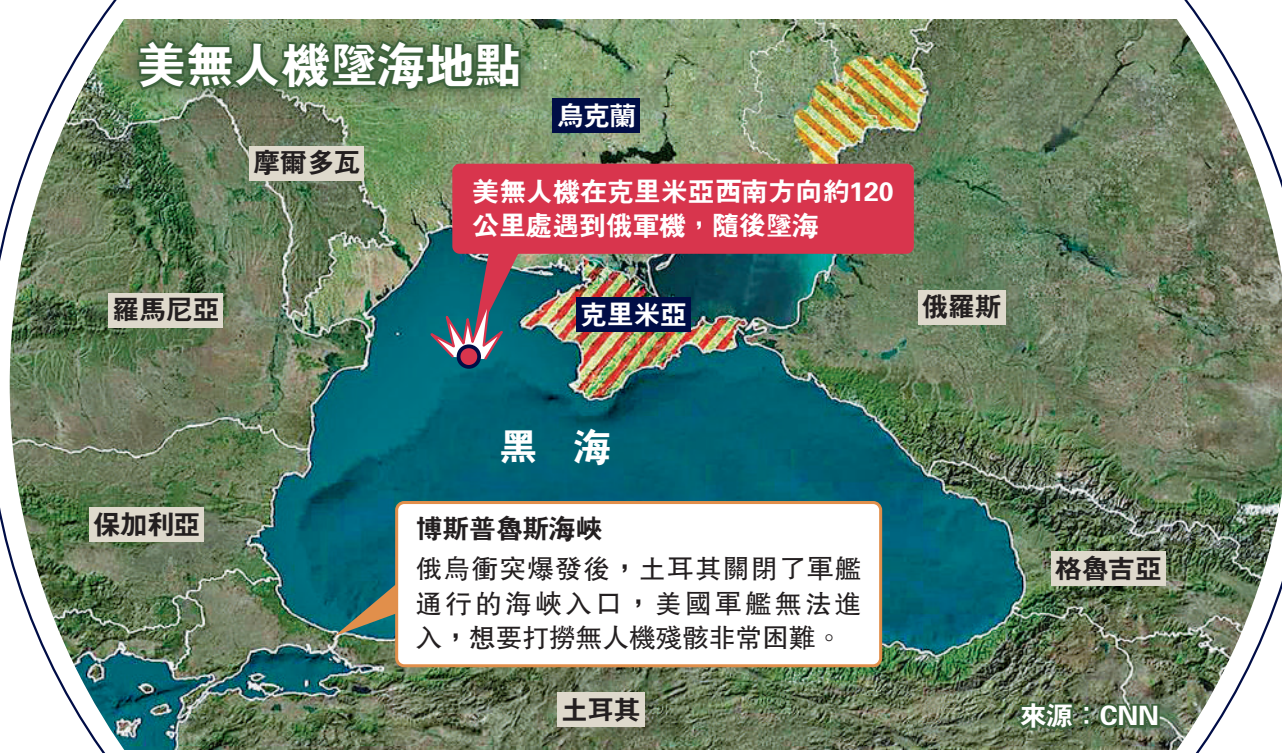 美無人機墜海地點
烏克蘭
摩爾多瓦
美無人機在克里米亞西南方向約120
公里處遇到俄軍機，隨後墜海
羅馬尼亞
克里米亞
俄羅斯
黑 海
保加利亞
博斯普魯斯海峽
俄烏衝突爆發後，土耳其關閉了軍艦
通行的海峽入口，美國軍艦無法進
入，想要打撈無人機殘骸非常困難。
格魯吉亞
土耳其
來源：CNN